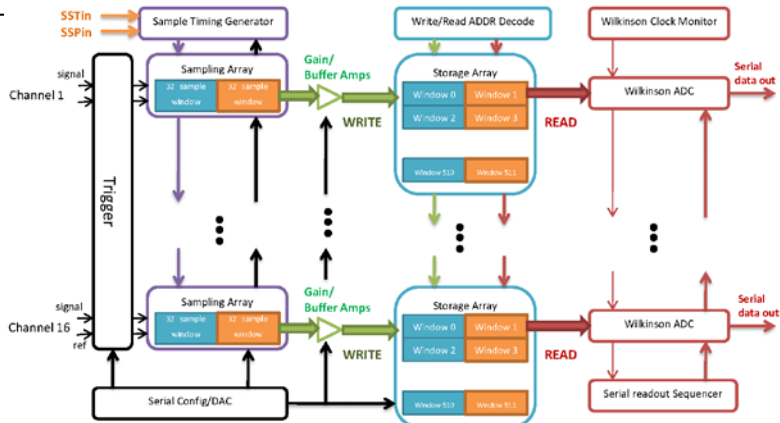 SSTin
SSPin
Sample Timing Generator
Write/Read ADDR Decode
Wilkinson Clock Monitor
Channel 1
signal
Trigger
Sampling Array
32 sample window
32 sample window
Gain/
Buffer Amps
WRITE
Storage Array
Window 0
Window 1
Window 2
Window 3
Window 510
Window 511
READ
Wilkinson ADC
Serial
data out
Channel 16
signal
ref
Sampling Array
32 sample window
32 sample window
Gain/
Buffer Amps
WRITE
Storage Array
Window 0
Window 1
Window 2
Window 3
Window 510
Window 511
READ
Wilkinson ADC
Serial
data out
Serial Config/DAC
Serial readout Sequencer